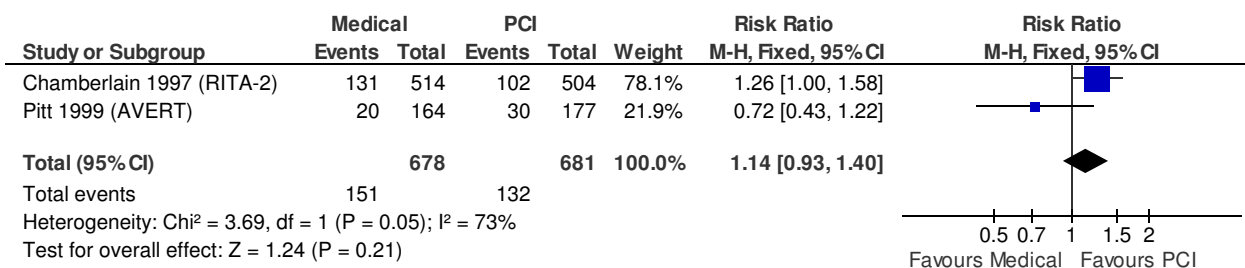 Medical PCI Risk Ratio Risk Ratio
Study or Subgroup Events Total Events Total Weight M-H, Fixed, 95% CI M-H, Fixed, 95% CI
Chamberlain 1997 (RITA-2) 131 514 102 504 78.1% 1.26 [1.00, 1.58]
Pitt 1999 (AVERT) 20 164 30 177 21.9% 0.72 [0.43, 1.22]
Total (95% CI) 678 681 100.0% 1.14 [0.93, 1.40]
Total events 151 132
Heterogeneity: Chi² = 3.69, df = 1 (P = 0.05); I² = 73%
Test for overall effect: Z = 1.24 (P = 0.21)
0.5 0.7 1 1.5 2
Favours Medical Favours PCI